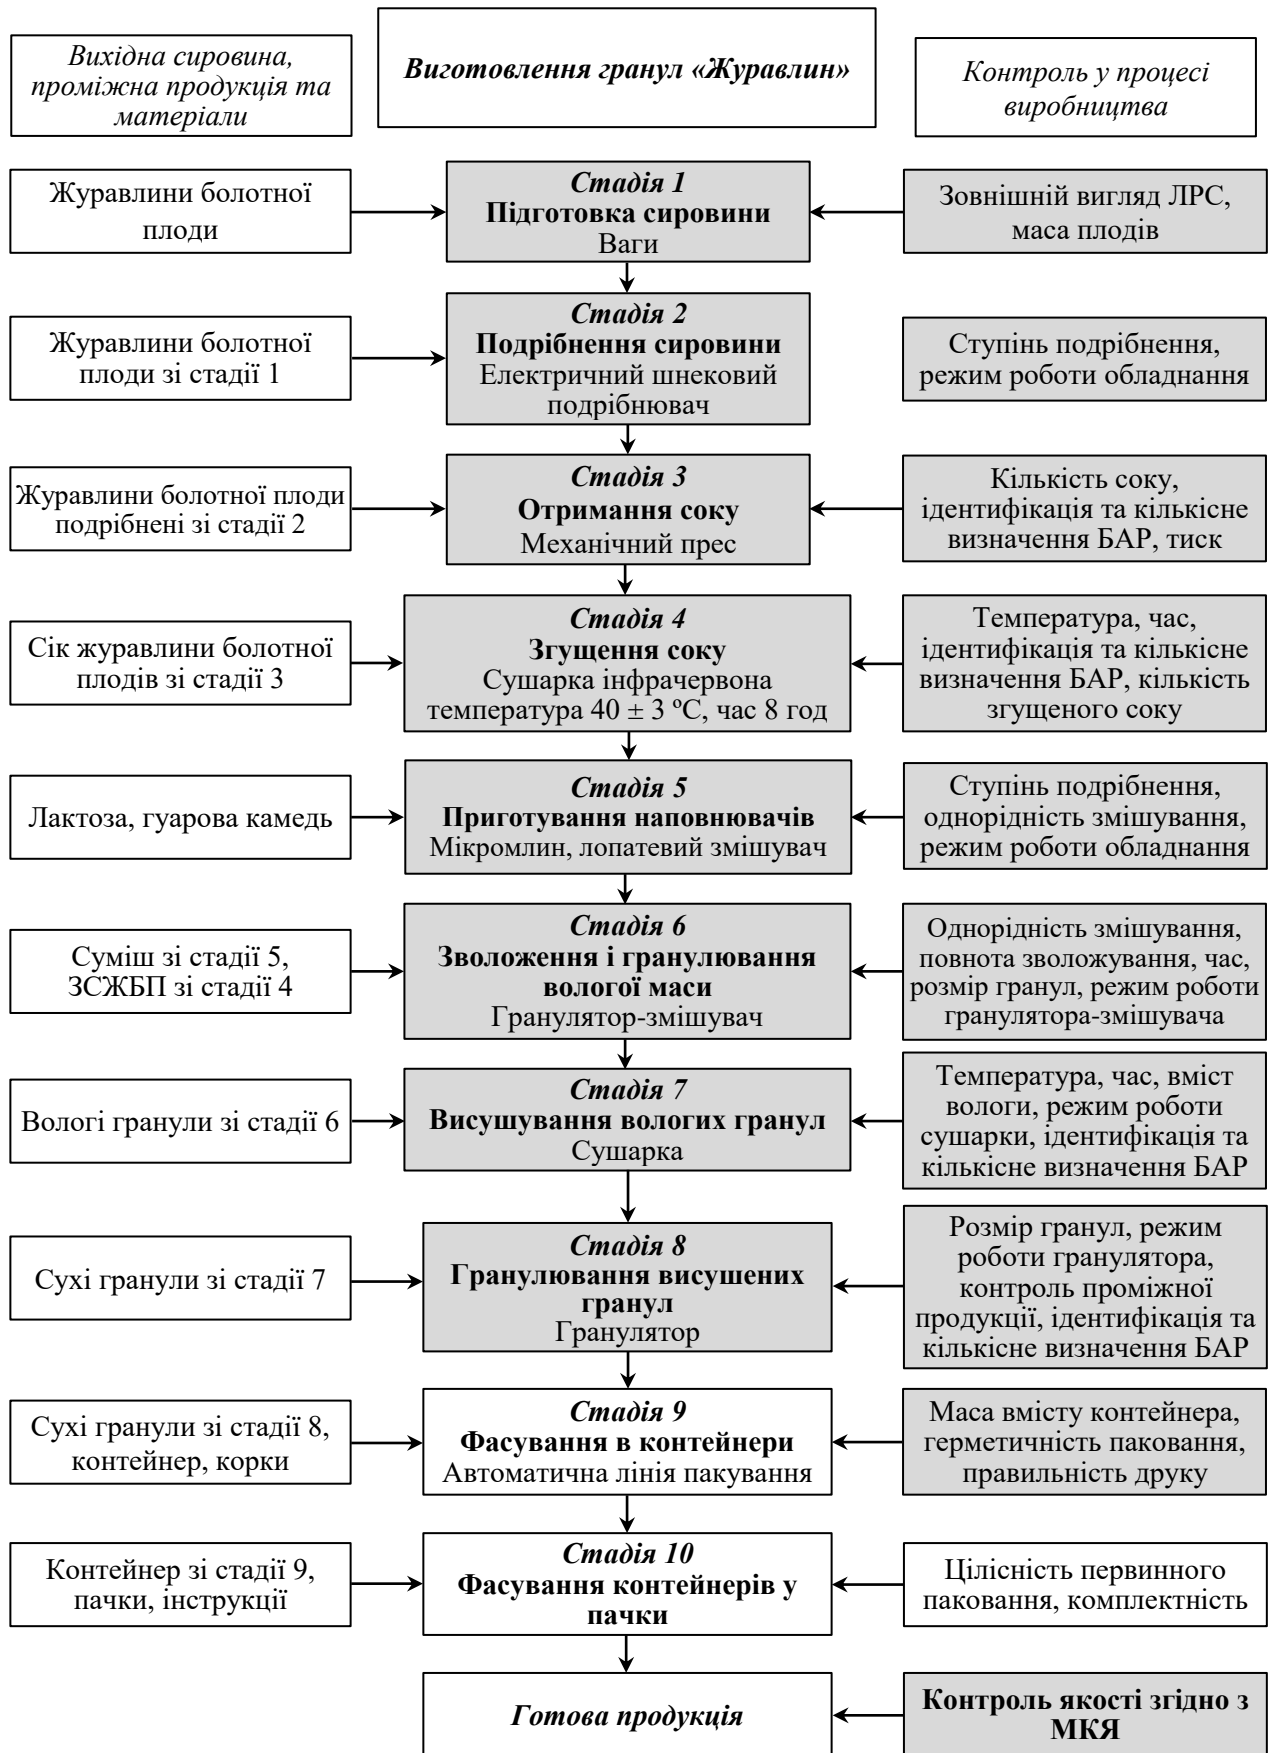 Вихідна сировина,
проміжна продукція та
матеріали
Виготовлення гранул «Журавлин»
Контроль у процесі
виробництва
Журавлини болотної
плоди
Стадія 1
Підготовка сировини
Ваги
Зовнішній вигляд ЛРС,
маса плодів
Журавлини болотної
плоди зі стадії 1
Стадія 2
Подрібнення сировини
Електричний шнековий
подрібнювач
Ступінь подрібнення,
режим роботи обладнання
Журавлини болотної плоди
подрібнені зі стадії 2
Стадія 3
Отримання соку
Механічний прес
Кількість соку,
ідентифікація та кількісне
визначення БАР, тиск
Сік журавлини болотної
плодів зі стадії 3
Стадія 4
Згущення соку
Сушарка інфрачервона
температура 40 ± 3 ºС, час 8 год
Температура, час,
ідентифікація та кількісне
визначення БАР, кількість
згущеного соку
Лактоза, гуарова камедь
Стадія 5
Приготування наповнювачів
Мікромлин, лопатевий змішувач
Ступінь подрібнення,
однорідність змішування,
режим роботи обладнання
Суміш зі стадії 5,
ЗСЖБП зі стадії 4
Стадія 6
Зволоження і гранулювання
вологої маси
Гранулятор-змішувач
Однорідність змішування,
повнота зволожування, час,
розмір гранул, режим роботи
гранулятора-змішувача
Вологі гранули зі стадії 6
Стадія 7
Висушування вологих гранул
Сушарка
Температура, час, вміст
вологи, режим роботи
сушарки, ідентифікація та
кількісне визначення БАР
Сухі гранули зі стадії 7
Стадія 8
Гранулювання висушених
гранул
Гранулятор
Розмір гранул, режим
роботи гранулятора,
контроль проміжної
продукції, ідентифікація та
кількісне визначення БАР
Сухі гранули зі стадії 8,
контейнер, корки
Стадія 9
Фасування в контейнери
Автоматична лінія пакування
Маса вмісту контейнера,
герметичність паковання,
правильність друку
Контейнер зі стадії 9,
пачки, інструкції
Стадія 10
Фасування контейнерів у
пачки
Цілісність первинного
паковання, комплектність
Готова продукція
Контроль якості згідно з
МКЯ